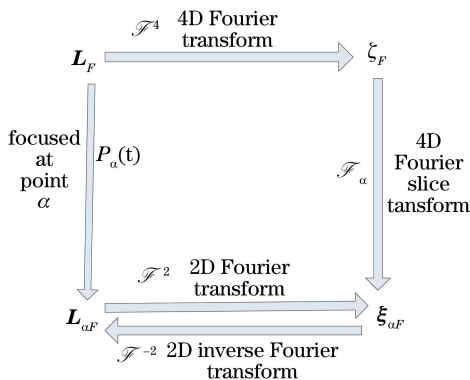 ℱ⁴ 4D Fourier
transform
L_F
ζ_F
focused
at
point
α
P_α(t)
ℱ_α
4D
Fourier
slice
tansform
ℱ² 2D Fourier
transform
L_αF
ξ_αF
ℱ⁻² 2D inverse Fourier
transform